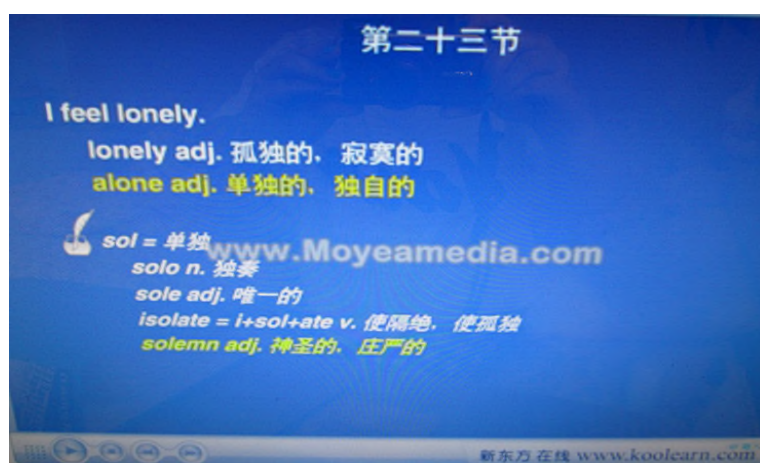 第二十三节
I feel lonely.
lonely adj. 孤独的，寂寞的
alone adj. 单独的，独自的
sol = 单独
www.Moyeamedia.com
solo n. 独奏
sole adj. 唯一的
isolate = i+sol+ate v. 使隔绝，使孤独
solemn adj. 神圣的，庄严的
新东方在线 www.koolearn.com